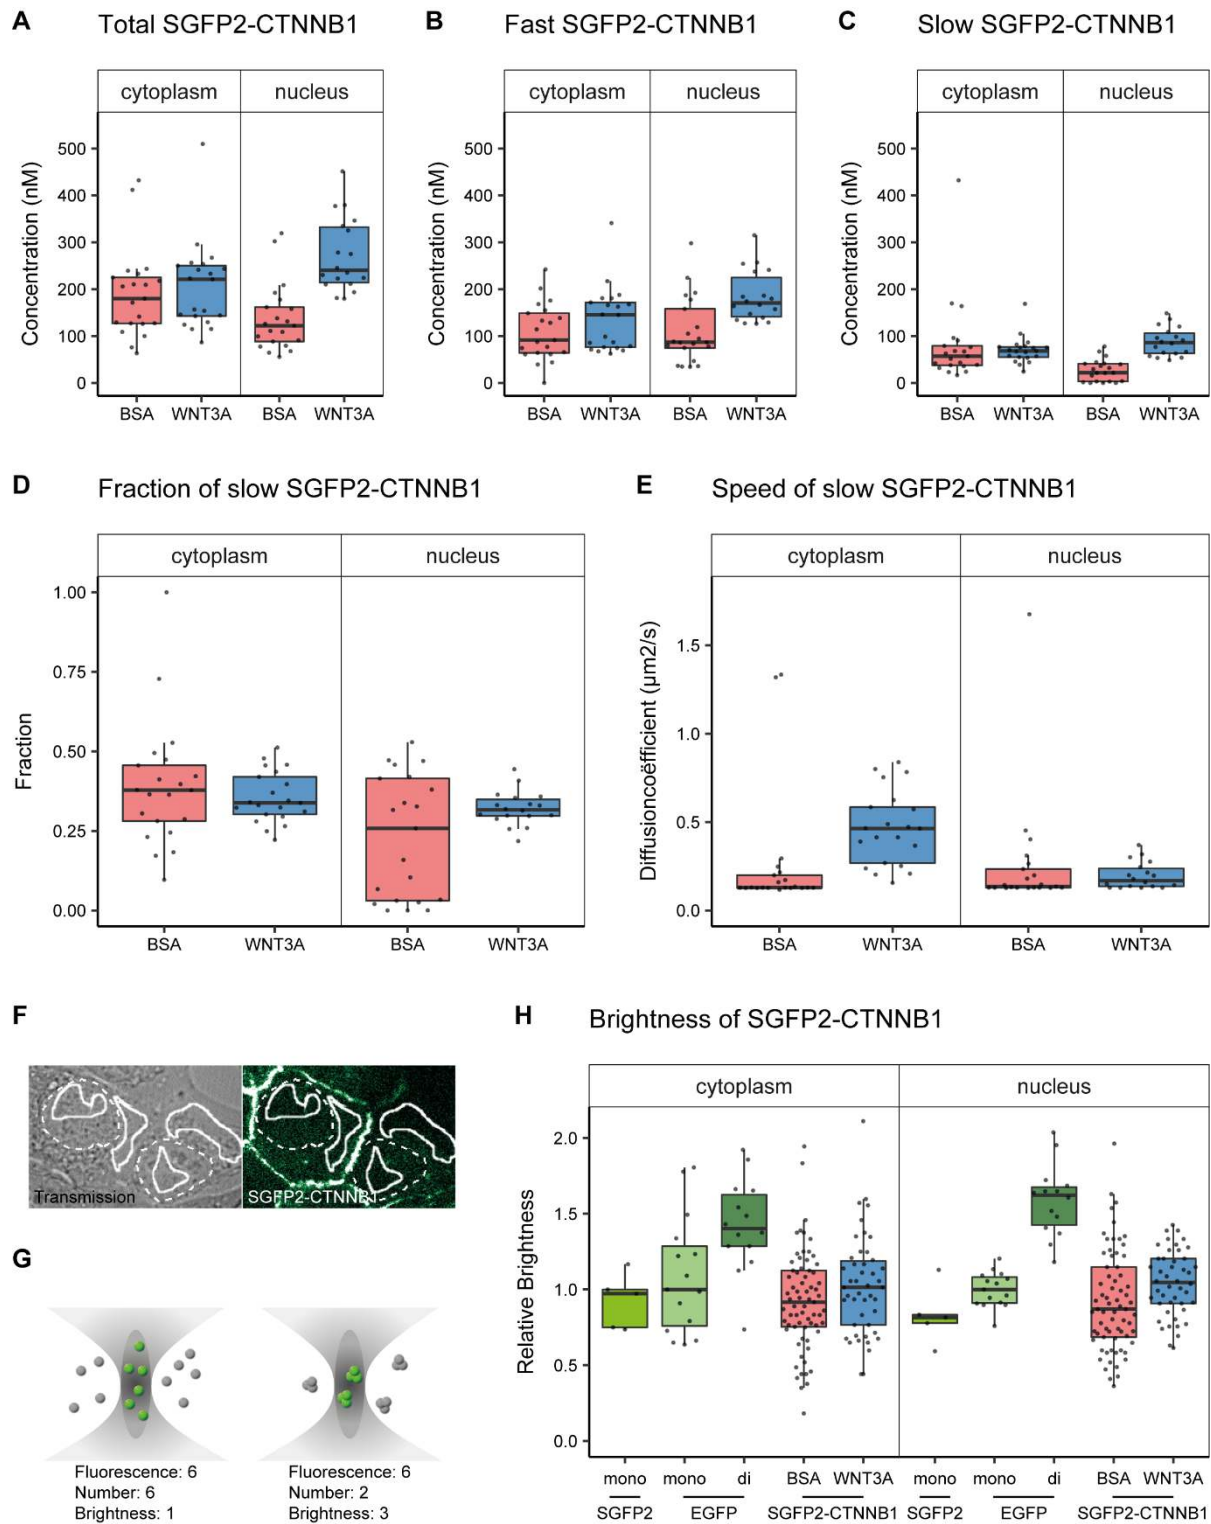 A Total SGFP2-CTNNB1
B Fast SGFP2-CTNNB1
C Slow SGFP2-CTNNB1
cytoplasm nucleus
cytoplasm nucleus
cytoplasm nucleus
Concentration (nM)
500
400
300
200
100
0
BSA WNT3A BSA WNT3A
Concentration (nM)
500
400
300
200
100
0
BSA WNT3A BSA WNT3A
Concentration (nM)
500
400
300
200
100
0
BSA WNT3A BSA WNT3A
D Fraction of slow SGFP2-CTNNB1
cytoplasm nucleus
Fraction
1.00
0.75
0.50
0.25
0.00
BSA WNT3A BSA WNT3A
E Speed of slow SGFP2-CTNNB1
cytoplasm nucleus
Diffusioncoëfficient (µm2/s)
1.5
1.0
0.5
0.0
BSA WNT3A BSA WNT3A
F
Transmission
SGFP2-CTNNB1
G
Fluorescence: 6
Number: 6
Brightness: 1
Fluorescence: 6
Number: 2
Brightness: 3
H Brightness of SGFP2-CTNNB1
cytoplasm nucleus
Relative Brightness
2.0
1.5
1.0
0.5
0.0
mono mono di BSA WNT3A mono mono di BSA WNT3A
SGFP2 EGFP SGFP2-CTNNB1 SGFP2 EGFP SGFP2-CTNNB1